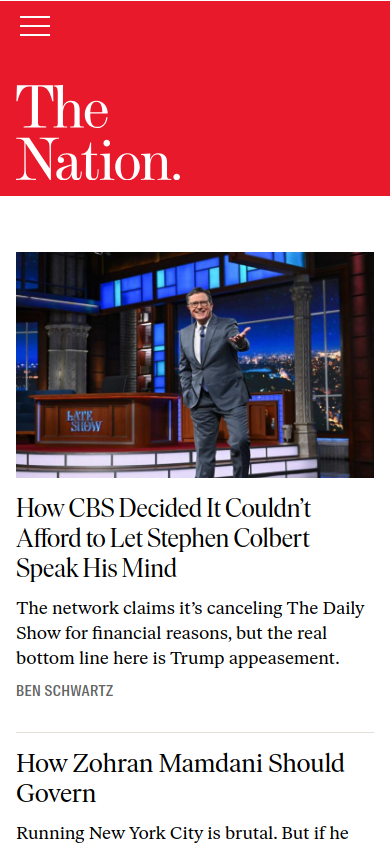 The
Nation.
LATE
SHOW
How CBS Decided It Couldn’t
Afford to Let Stephen Colbert
Speak His Mind
The network claims it’s canceling The Daily
Show for financial reasons, but the real
bottom line here is Trump appeasement.
BEN SCHWARTZ
How Zohran Mamdani Should
Govern
Running New York City is brutal. But if he